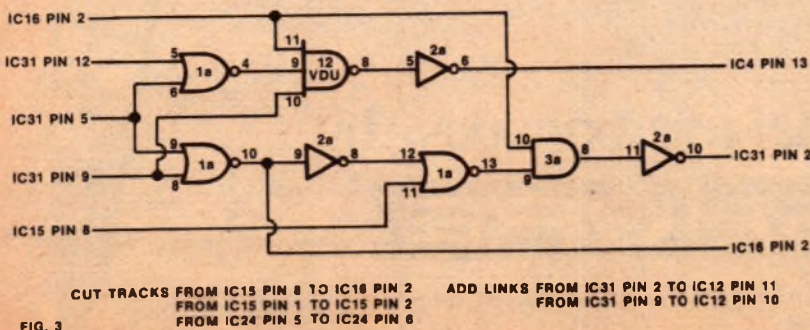 IC16 PIN 2
IC31 PIN 12
IC31 PIN 5
IC31 PIN 9
IC15 PIN 8
5
6
1a
4
11
9
10
12
VDU
8
5
2a
6
IC4 PIN 13
9
8
1a
10
9
2a
8
12
11
1a
13
10
9
3a
8
11
2a
10
IC31 PIN 2
IC16 PIN 2
CUT TRACKS FROM IC15 PIN 8 TO IC16 PIN 2
FROM IC15 PIN 1 TO IC15 PIN 2
FROM IC24 PIN 5 TO IC24 PIN 6
ADD LINKS FROM IC31 PIN 2 TO IC12 PIN 11
FROM IC31 PIN 9 TO IC12 PIN 10
FIG. 3